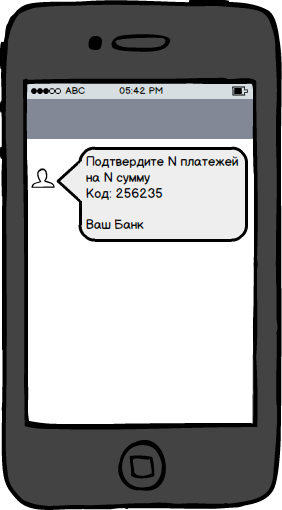 ABC 05:42 PM
Подтвердите N платежей
на N сумму
Код: 256235
Ваш Банк